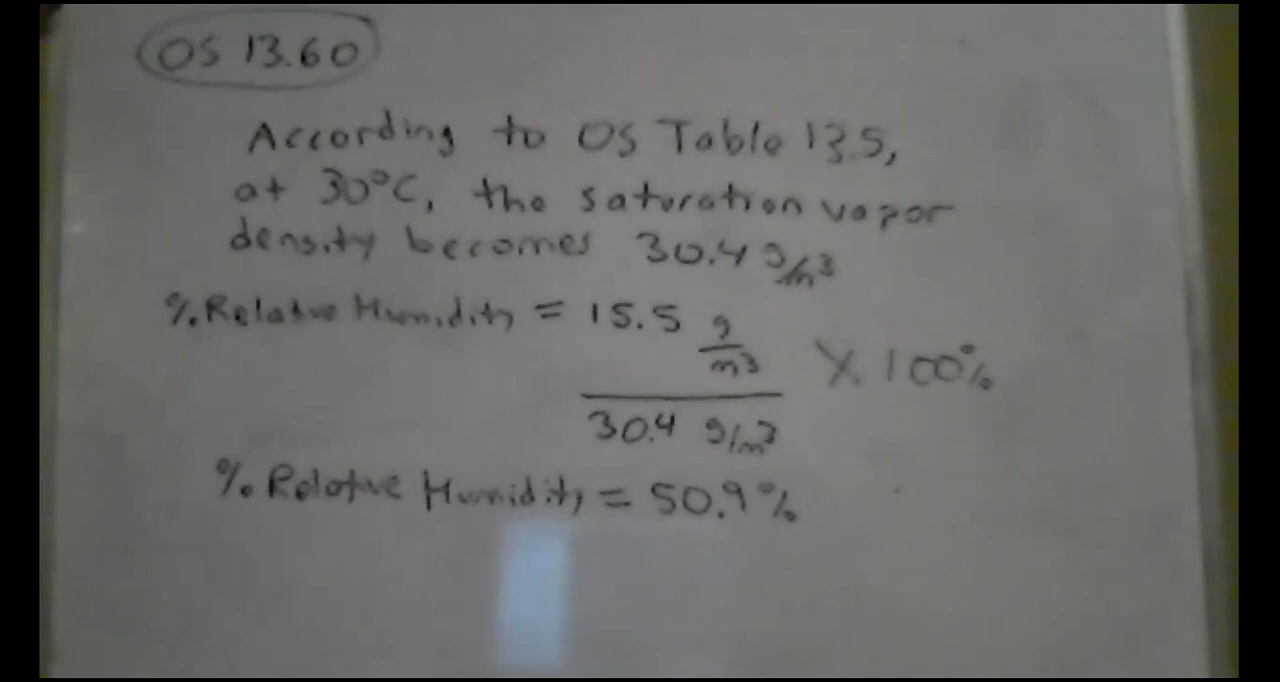 OS 13.60
According to OS Table 13.5,
at 30°C, the saturation vapor
density becomes 30.4 g/m³
% Relative Humidity = 15.5 g/m³
X 100%
30.4 g/m³
% Relative Humidity = 50.9%